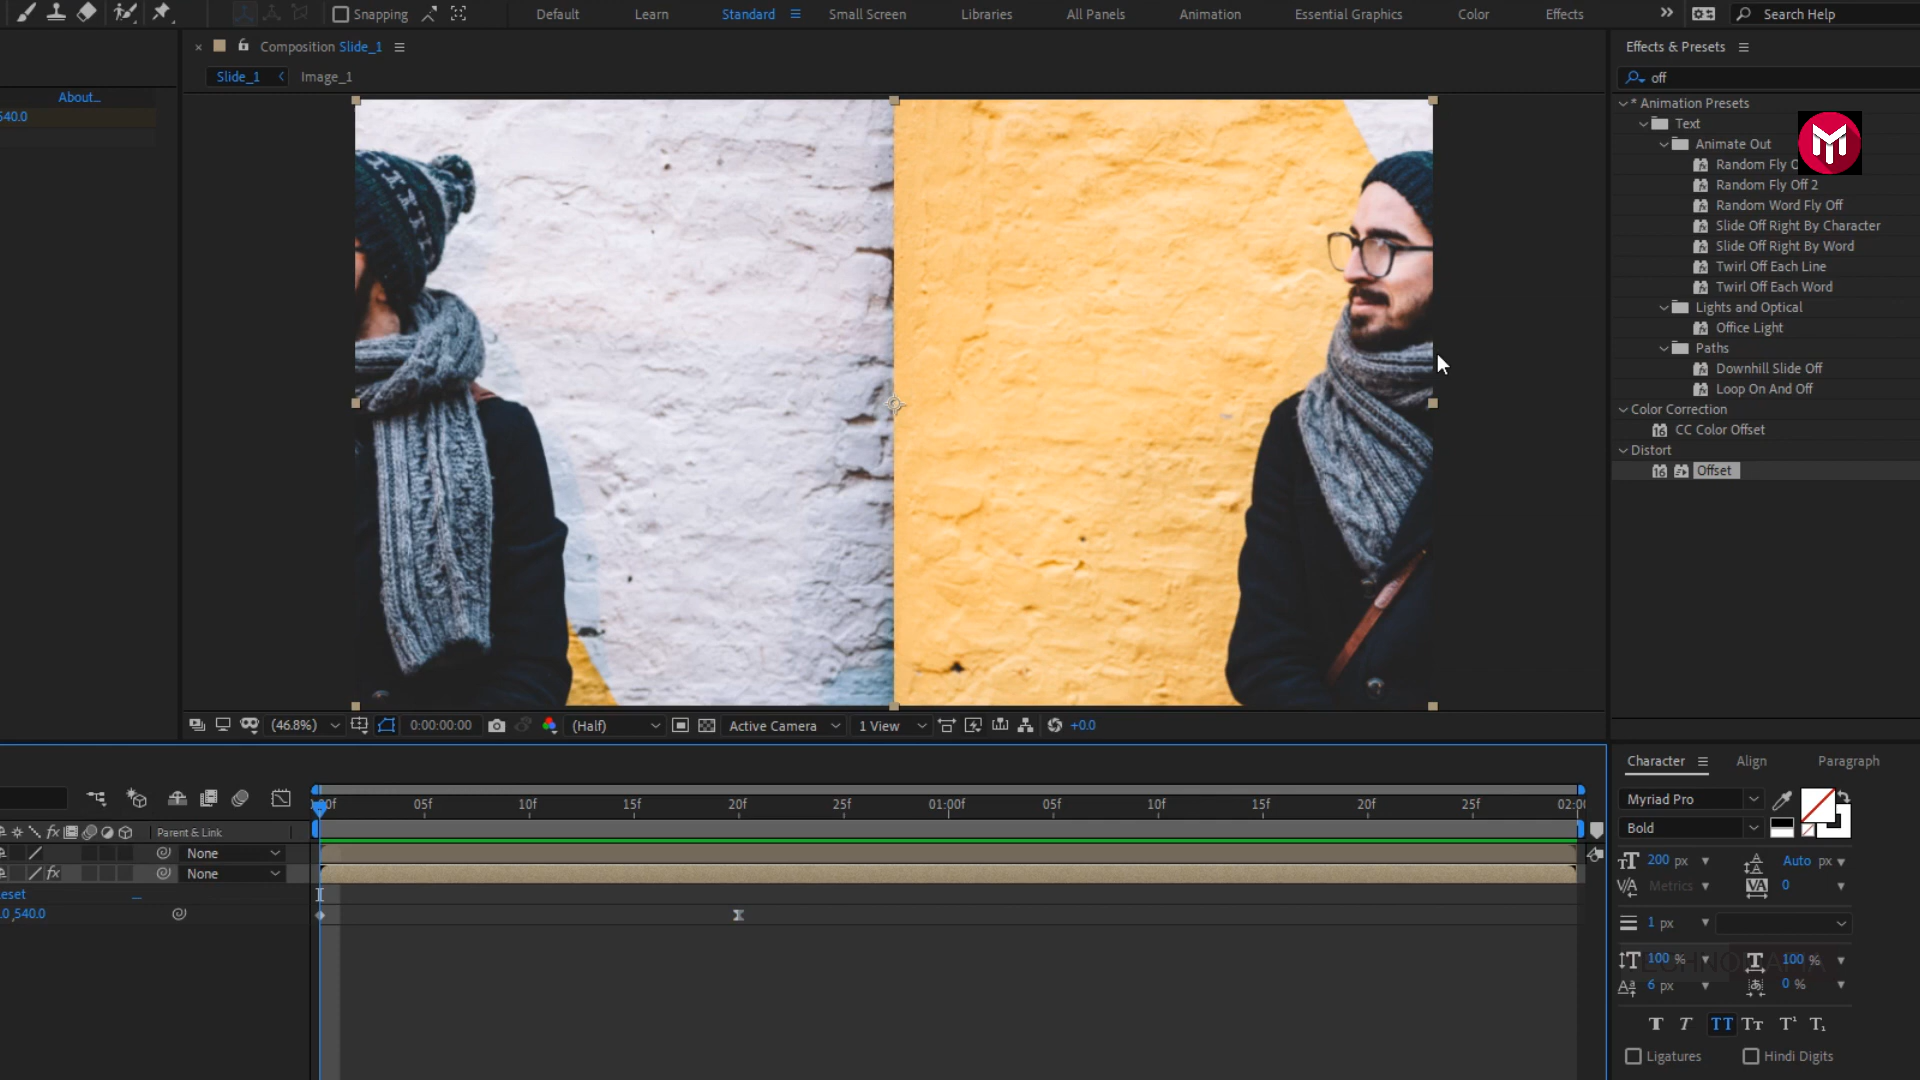 Snapping
Default
Learn
Standard
Small Screen
Libraries
All Panels
Animation
Essential Graphics
Color
Effects
Search Help
Composition Slide_1
Slide_1
Image_1
About...
540.0
Effects & Presets
off
* Animation Presets
Text
Animate Out
Random Fly
Random Fly Off 2
Random Word Fly Off
Slide Off Right By Character
Slide Off Right By Word
Twirl Off Each Line
Twirl Off Each Word
Lights and Optical
Office Light
Paths
Downhill Slide Off
Loop On And Off
Color Correction
CC Color Offset
Distort
Offset
(46.8%)
0:00:00:00
(Half)
Active Camera
1 View
+0.0
05f
10f
15f
20f
25f
01:00f
05f
10f
15f
20f
25f
02:00
Parent & Link
None
None
eset
.0,540.0
Character
Align
Paragraph
Myriad Pro
Bold
200 px
Auto px
Metrics
0
1 px
100 %
100 %
6 px
0 %
T T TT Tt T¹ T₁
Ligatures
Hindi Digits